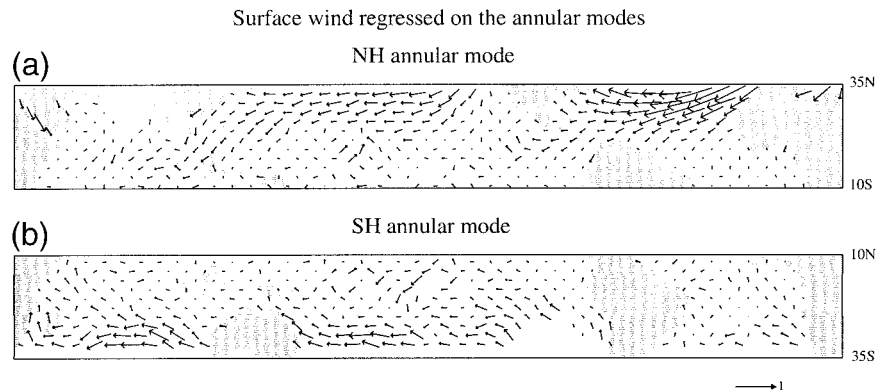 Surface wind regressed on the annular modes
NH annular mode
(a)
35N
10S
SH annular mode
(b)
10N
35S
1